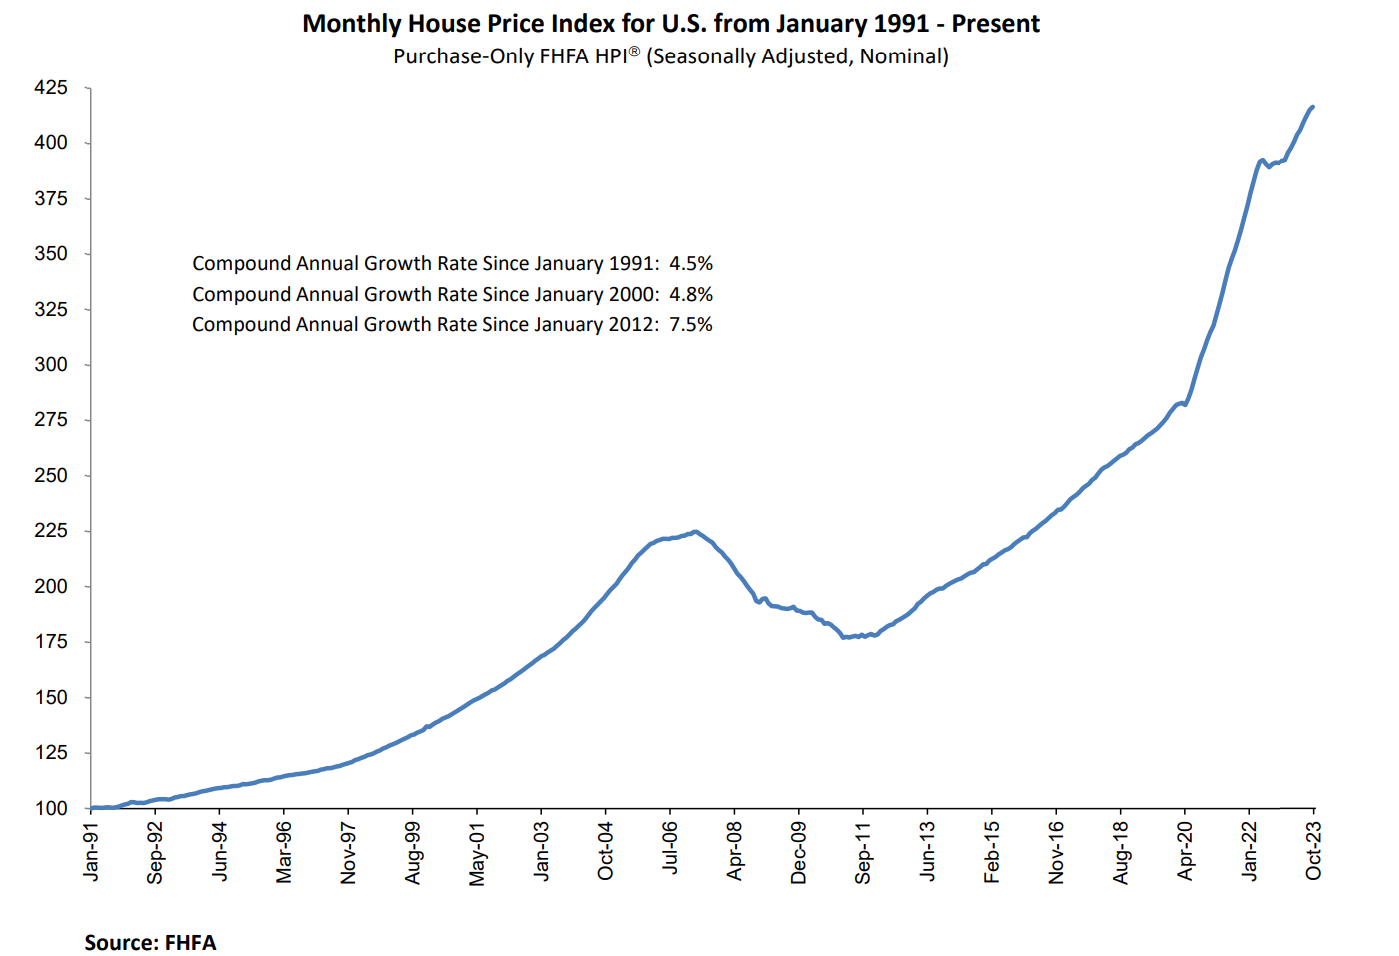 Monthly House Price Index for U.S. from January 1991 - Present
Purchase-Only FHFA HPI® (Seasonally Adjusted, Nominal)
425
400
375
350
325
300
275
250
225
200
175
150
125
100
Compound Annual Growth Rate Since January 1991: 4.5%
Compound Annual Growth Rate Since January 2000: 4.8%
Compound Annual Growth Rate Since January 2012: 7.5%
Jan-91
Sep-92
Jun-94
Mar-96
Nov-97
Aug-99
May-01
Jan-03
Oct-04
Jul-06
Apr-08
Dec-09
Sep-11
Jun-13
Feb-15
Nov-16
Aug-18
Apr-20
Jan-22
Oct-23
Source: FHFA